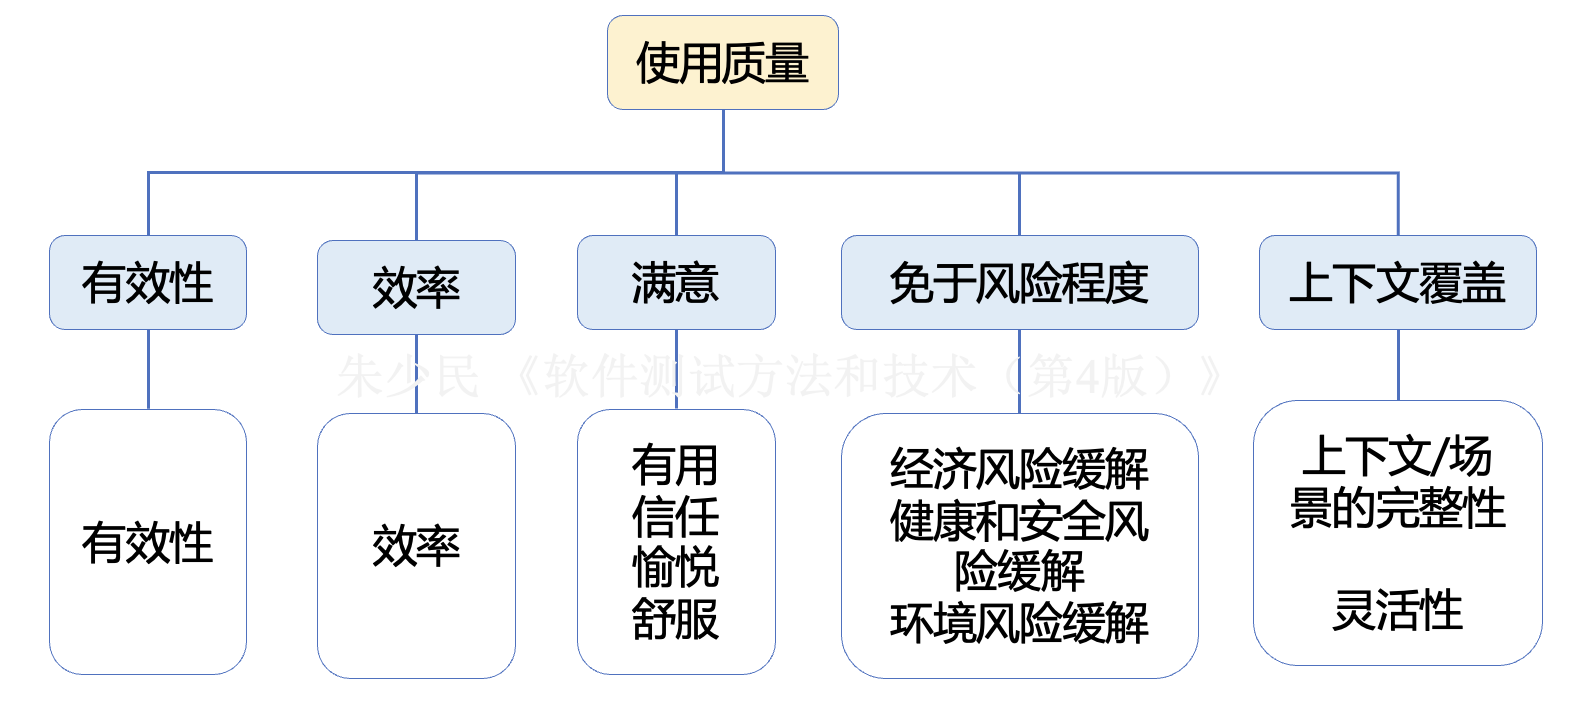 使用质量
有效性
效率
满意
免于风险程度
上下文覆盖
朱少民《软件测试方法和技术（第4版）》
有效性
效率
有用
信任
愉悦
舒服
经济风险缓解
健康和安全风
险缓解
环境风险缓解
上下文/场
景的完整性
灵活性